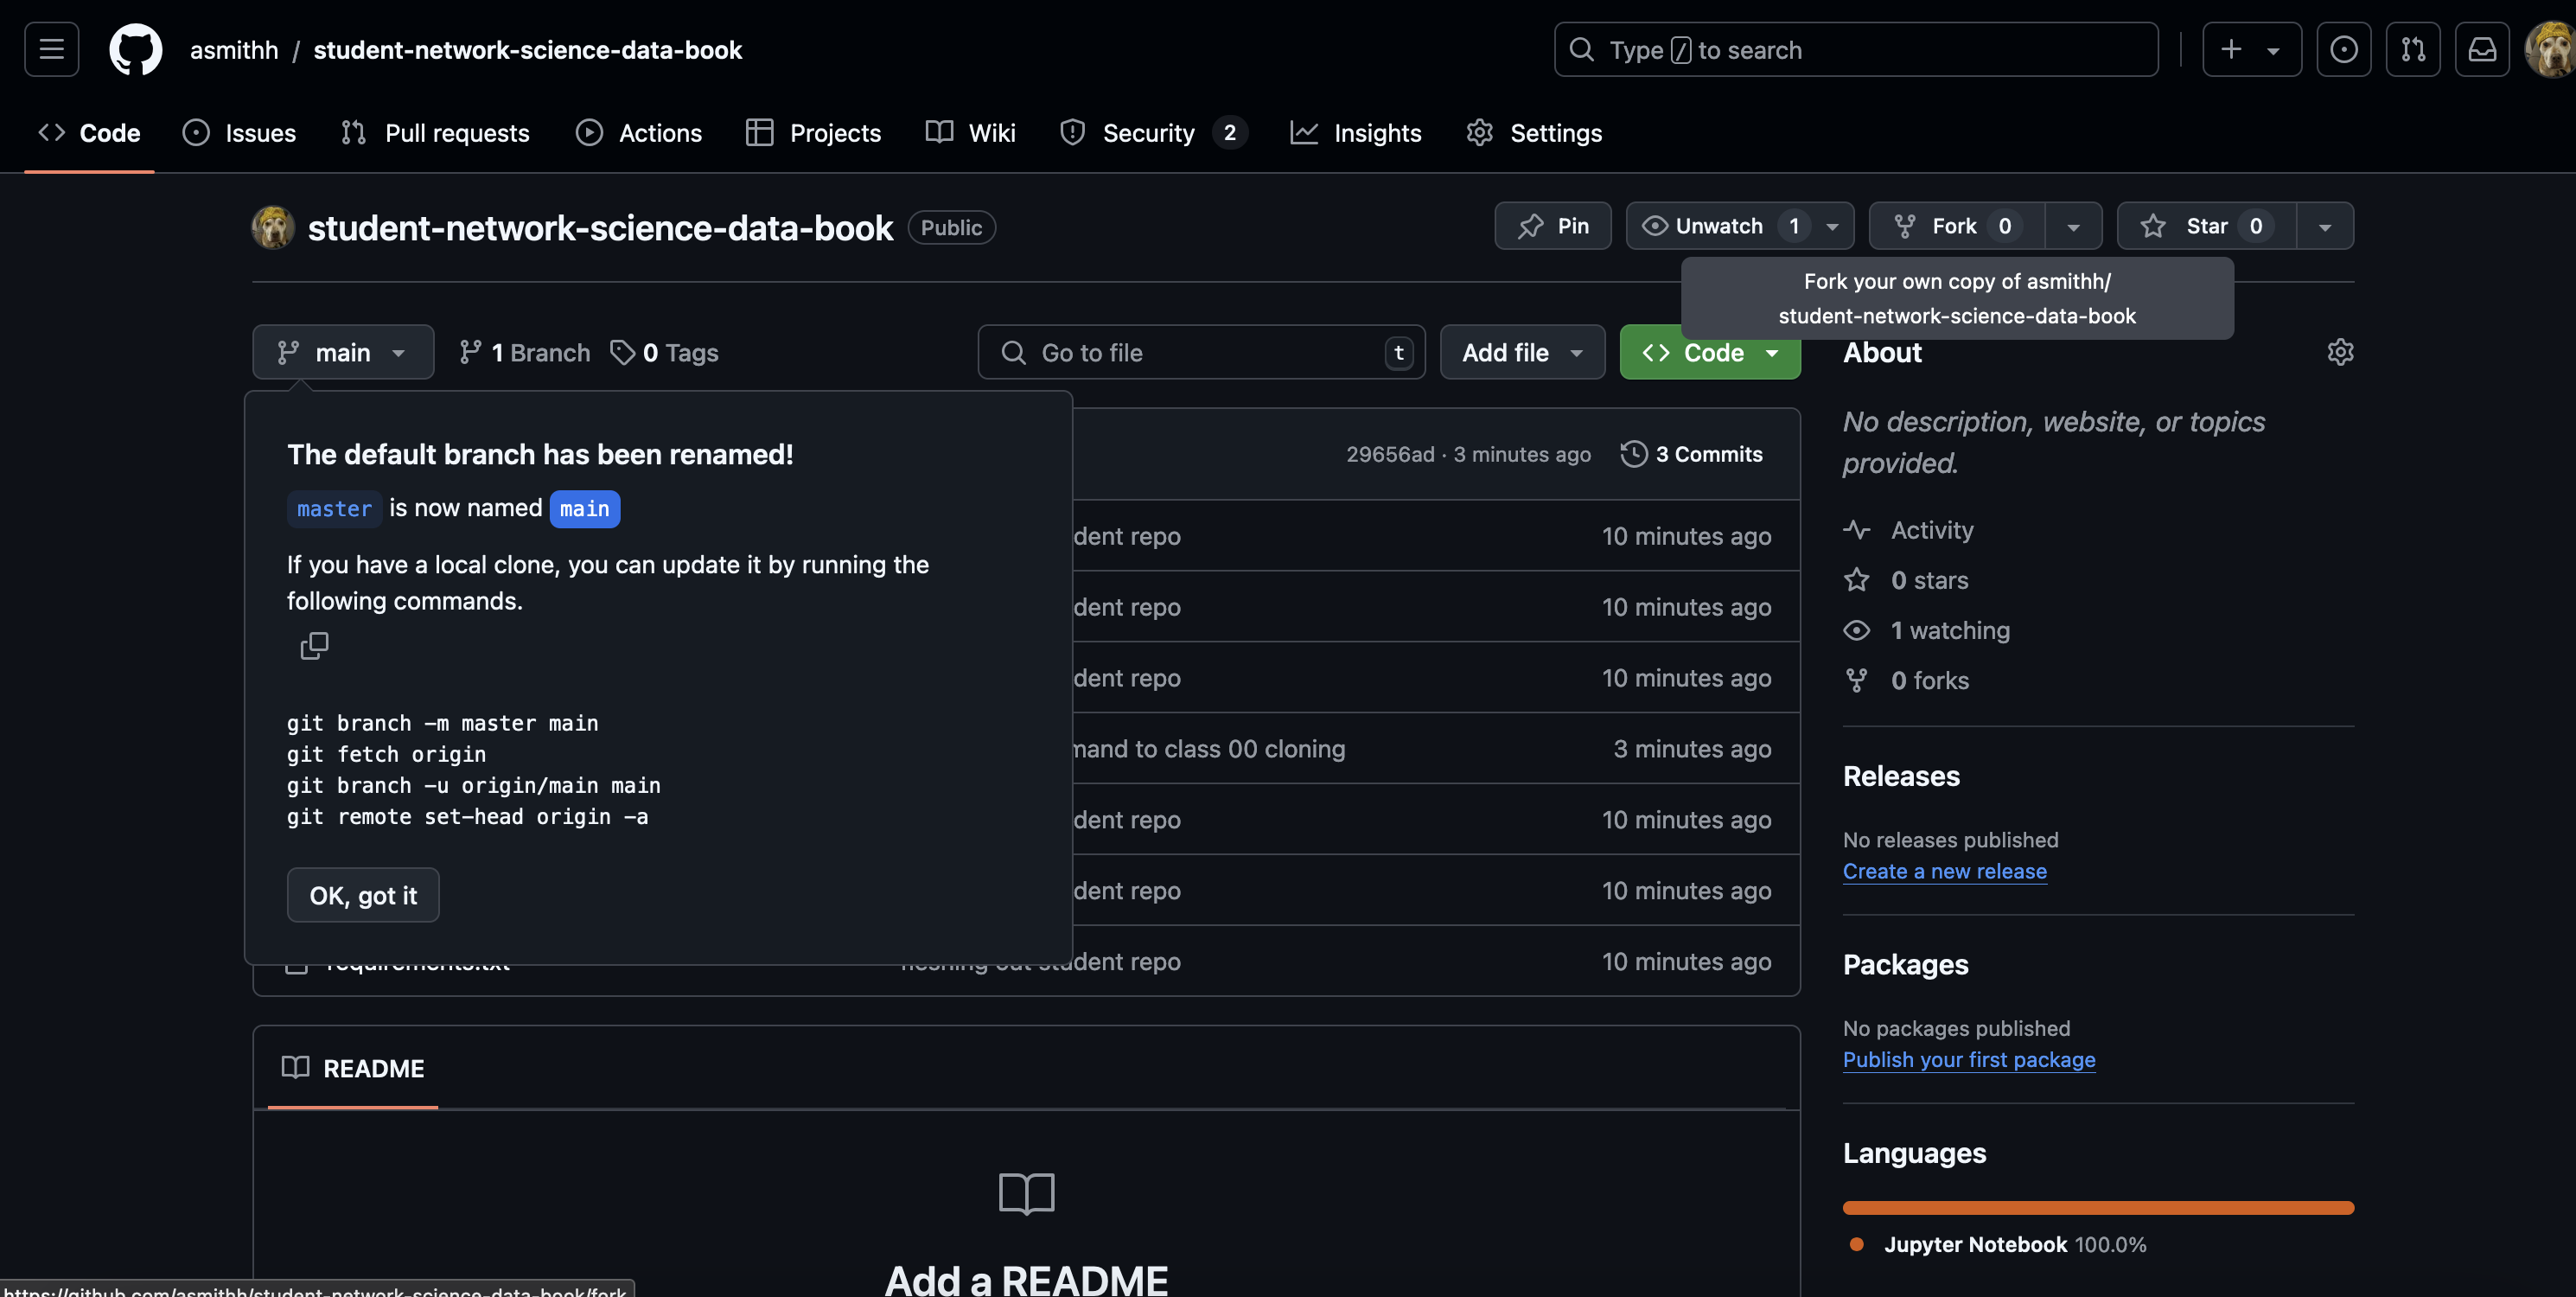 asmithh / student-network-science-data-book
Type / to search
Code
Issues
Pull requests
Actions
Projects
Wiki
Security 2
Insights
Settings
student-network-science-data-book Public
Pin
Unwatch 1
Fork 0
Star 0
Fork your own copy of asmithh/
student-network-science-data-book
main
1 Branch
0 Tags
Go to file t
Add file
Code
About
No description, website, or topics
provided.
The default branch has been renamed!
master is now named main
If you have a local clone, you can update it by running the
following commands.
git branch -m master main
git fetch origin
git branch -u origin/main main
git remote set-head origin -a
OK, got it
29656ad · 3 minutes ago
3 Commits
dent repo 10 minutes ago
dent repo 10 minutes ago
dent repo 10 minutes ago
mand to class 00 cloning 3 minutes ago
dent repo 10 minutes ago
dent repo 10 minutes ago
requirements.txt fleshing out student repo 10 minutes ago
Activity
0 stars
1 watching
0 forks
Releases
No releases published
Create a new release
Packages
No packages published
Publish your first package
Languages
Jupyter Notebook 100.0%
README
Add a README
https://github.com/asmithh/student-network-science-data-book/fork